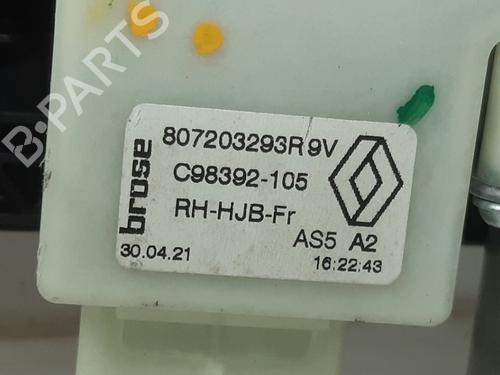 B-PARTS
brose
807203293R 9V
C98392-105
RH-HJB-Fr
AS5 A2
30.04.21
16:22:43